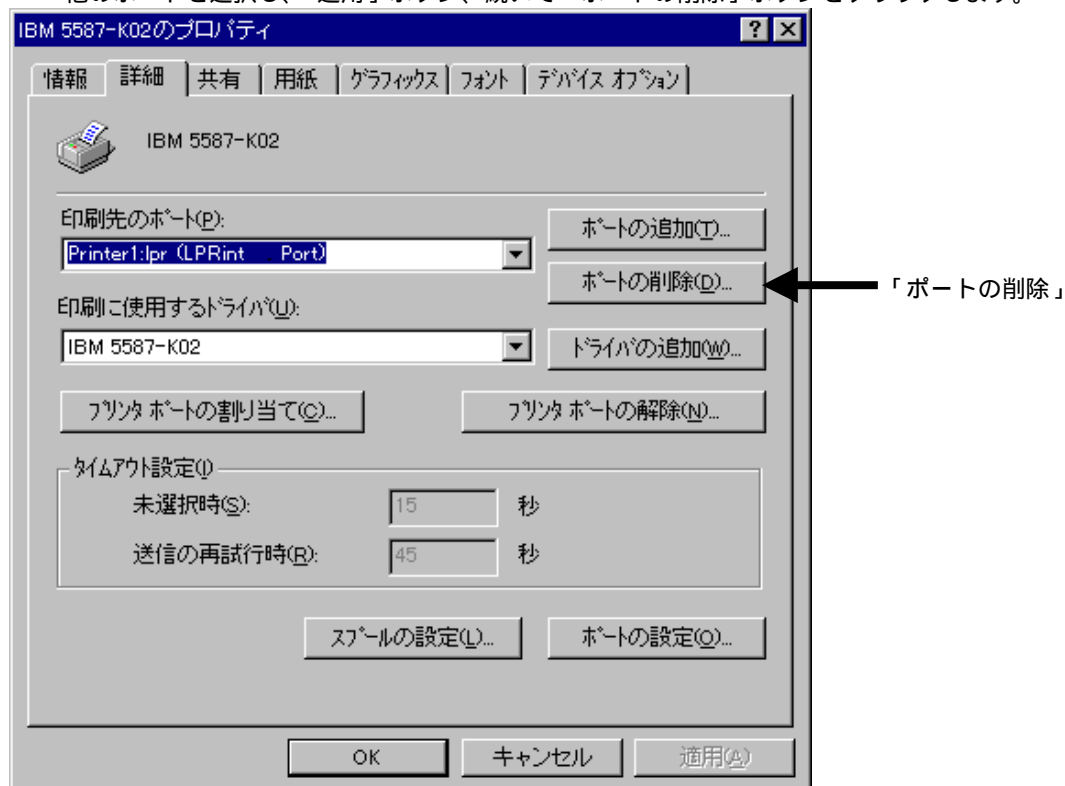 IBM 5587-K02のプロパティ
情報 詳細 共有 用紙 グラフィックス フォント デバイス オプション
IBM 5587-K02
印刷先のポート(P):
ポートの追加(T)...
Printer1:lpr (LPRint Port)
ポートの削除(D)...
「ポートの削除」
印刷に使用するドライバ(U):
IBM 5587-K02
ドライバの追加(W)...
プリンタ ポートの割り当て(C)...
プリンタ ポートの解除(N)...
タイムアウト設定(I)
未選択時(S): 15 秒
送信の再試行時(R): 45 秒
スプールの設定(L)...
ポートの設定(O)...
OK キャンセル 適用(A)